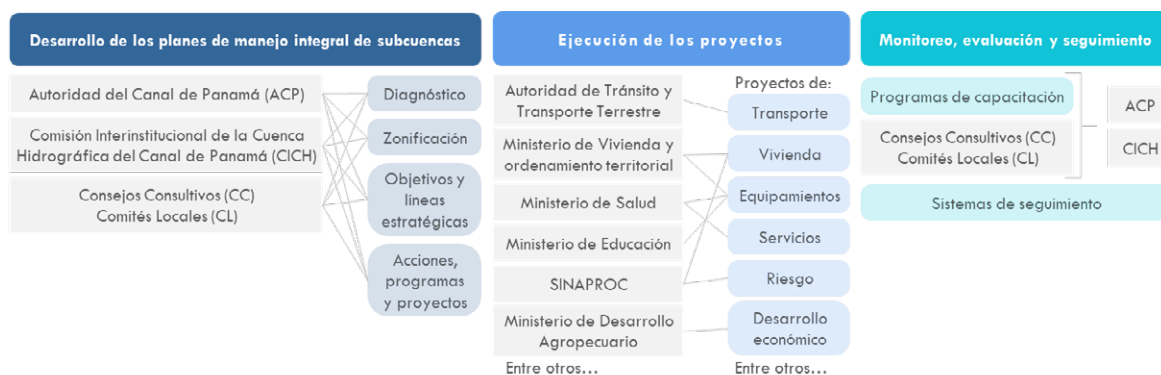 Desarrollo de los planes de manejo integral de subcuencas
Autoridad del Canal de Panamá (ACP)
Comisión Interinstitucional de la Cuenca
Hidrográfica del Canal de Panamá (CICH)
Consejos Consultivos (CC)
Comités Locales (CL)
Diagnóstico
Zonificación
Objetivos y
líneas
estratégicas
Acciones,
programas
y proyectos
Ejecución de los proyectos
Autoridad de Tránsito y
Transporte Terrestre
Ministerio de Vivienda y
ordenamiento territorial
Ministerio de Salud
Ministerio de Educación
SINAPROC
Ministerio de Desarrollo
Agropecuario
Entre otros...
Proyectos de:
Transporte
Vivienda
Equipamientos
Servicios
Riesgo
Desarrollo
económico
Entre otros...
Monitoreo, evaluación y seguimiento
Programas de capacitación
Consejos Consultivos (CC)
Comités Locales (CL)
ACP
CICH
Sistemas de seguimiento